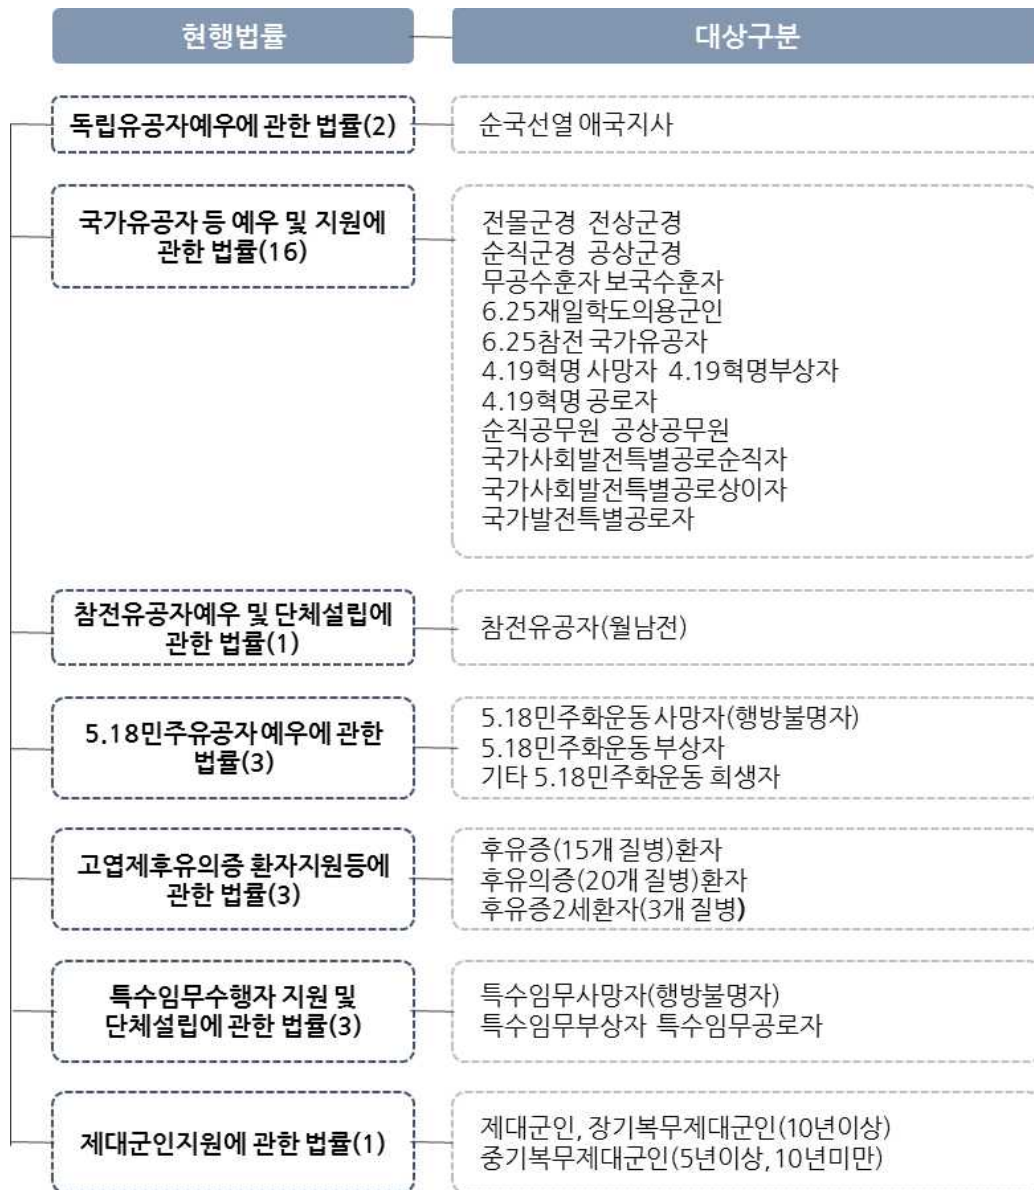 현행법률
대상구분
독립유공자예우에 관한 법률(2)
순국선열 애국지사
국가유공자 등 예우 및 지원에
관한 법률(16)
전몰군경 전상군경
순직군경 공상군경
무공수훈자 보국수훈자
6.25재일학도의용군인
6.25참전 국가유공자
4.19혁명 사망자 4.19혁명부상자
4.19혁명 공로자
순직공무원 공상공무원
국가사회발전특별공로순직자
국가사회발전특별공로상이자
국가발전특별공로자
참전유공자예우 및 단체설립에
관한 법률(1)
참전유공자(월남전)
5.18민주유공자 예우에 관한
법률(3)
5.18민주화운동 사망자(행방불명자)
5.18민주화운동 부상자
기타 5.18민주화운동 희생자
고엽제후유의증 환자지원등에
관한 법률(3)
후유증(15개 질병)환자
후유의증(20개 질병)환자
후유증2세환자(3개 질병)
특수임무수행자 지원 및
단체설립에 관한 법률(3)
특수임무사망자(행방불명자)
특수임무부상자 특수임무공로자
제대군인지원에 관한 법률(1)
제대군인, 장기복무제대군인(10년이상)
중기복무제대군인(5년이상, 10년미만)